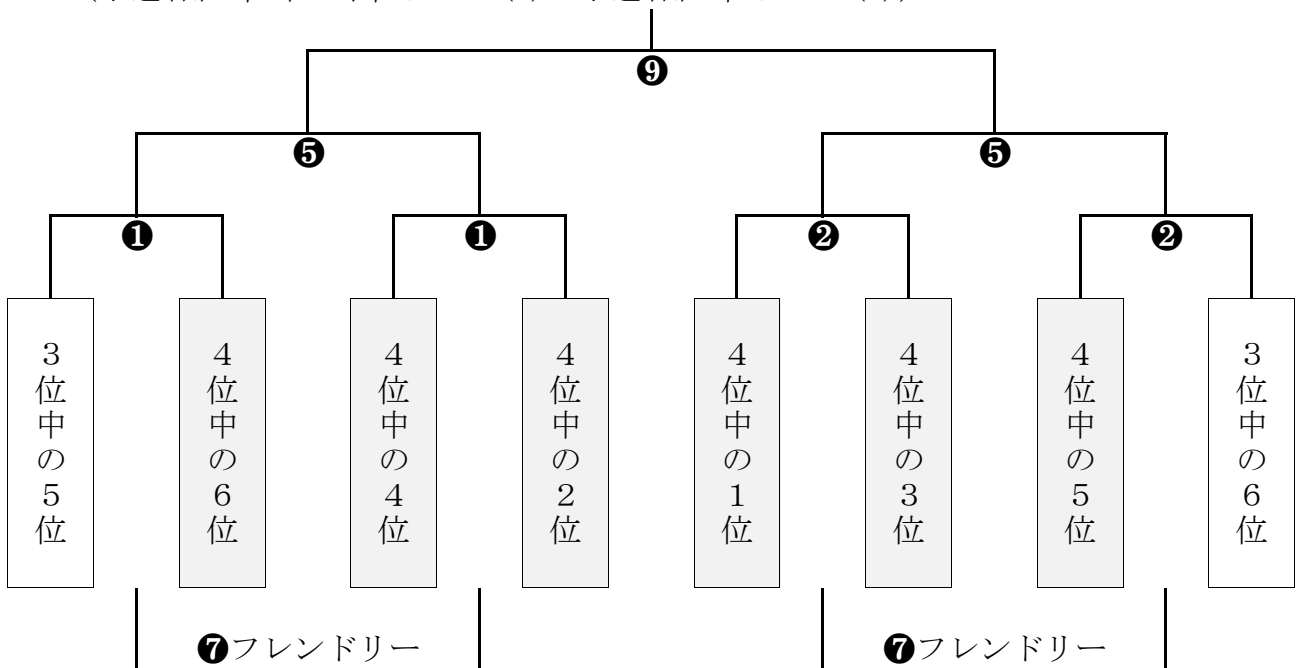 ❾
❺ ❺
❶ ❶ ❷ ❷
3位中の5位
4位中の6位
4位中の4位
4位中の2位
4位中の1位
4位中の3位
4位中の5位
3位中の6位
❼フレンドリー ❼フレンドリー